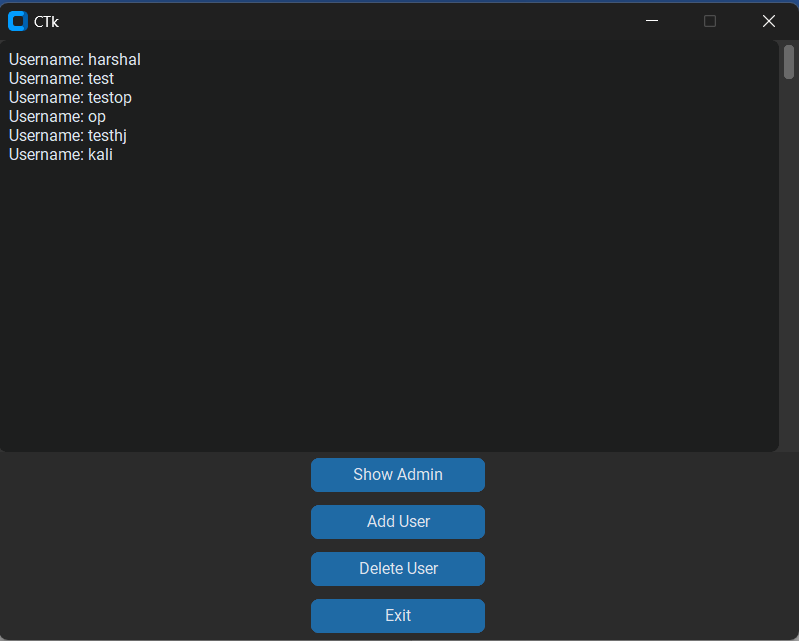 CTk
Username: harshal
Username: test
Username: testop
Username: op
Username: testhj
Username: kali
Show Admin
Add User
Delete User
Exit